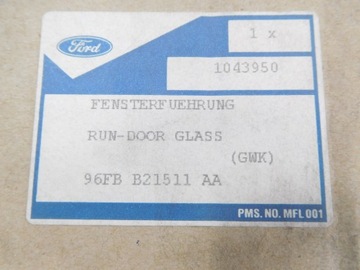 Ford
1 x
1043950
FENSTERFUEHRUNG
RUN-DOOR GLASS
(GWK)
96FB B21511 AA
PMS. NO. MFL 001